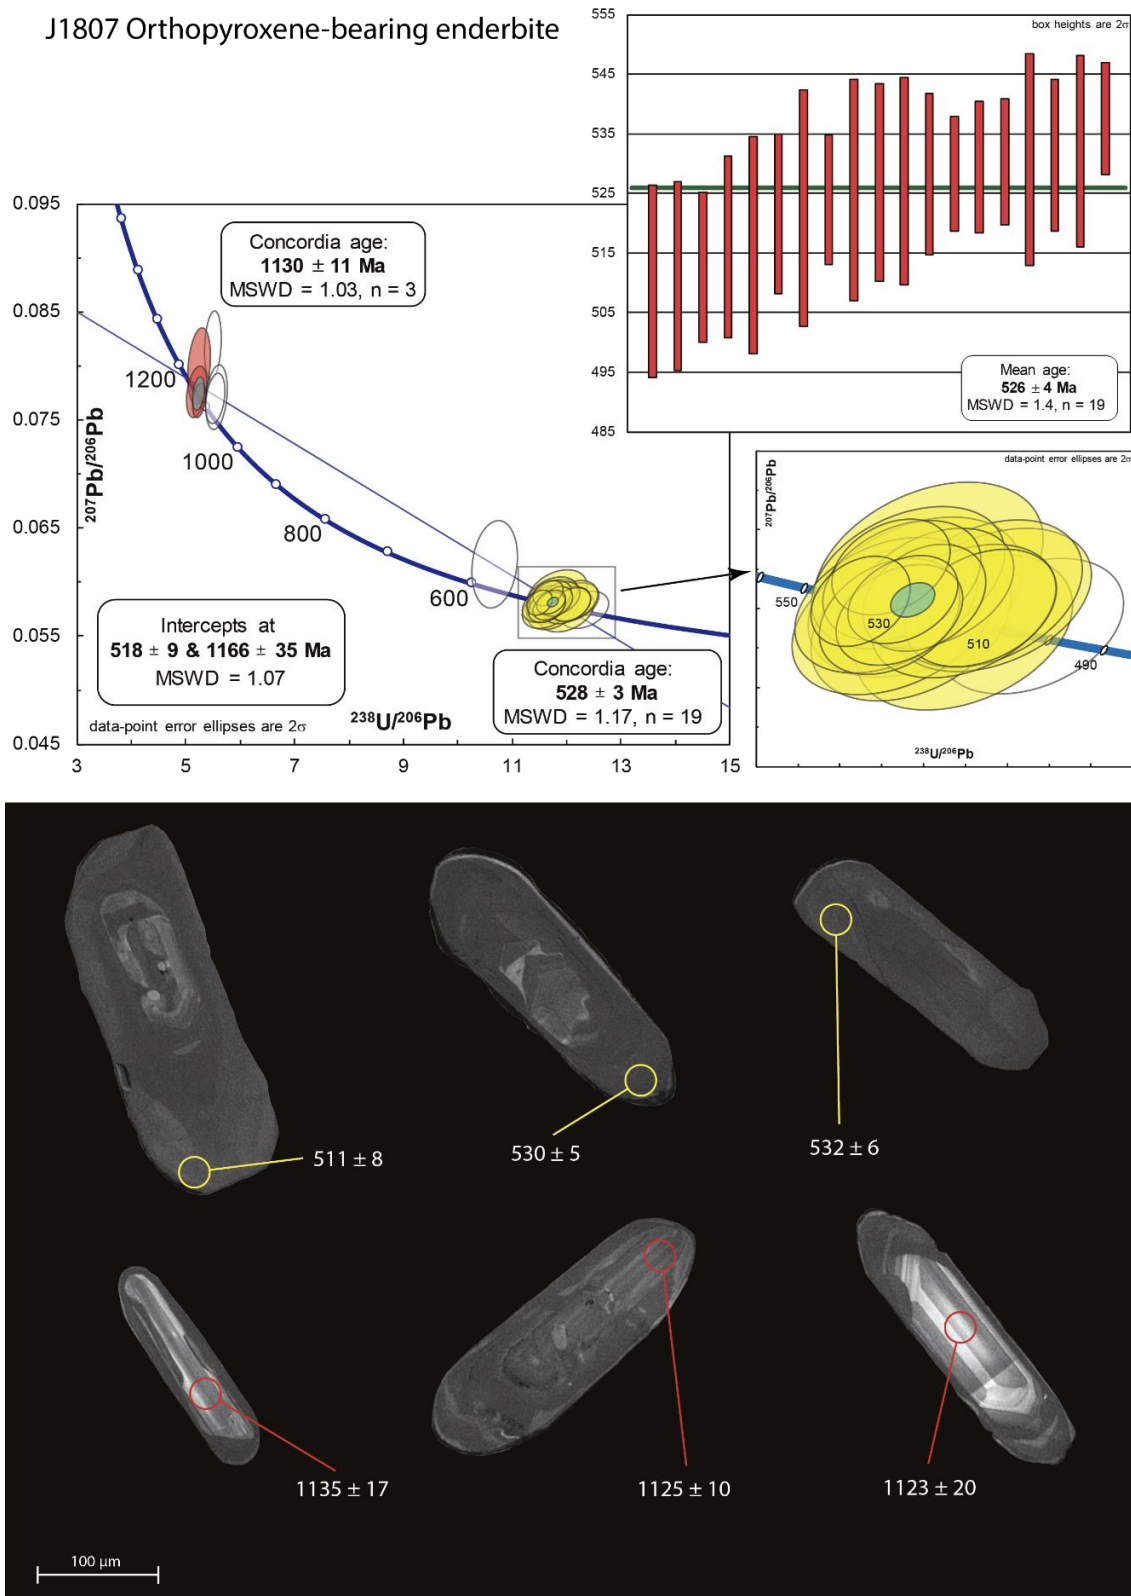 J1807 Orthopyroxene-bearing enderbite
box heights are 2σ
555
545
535
525
515
505
495
485
Mean age:
526 ± 4 Ma
MSWD = 1.4, n = 19
0.095
0.085
0.075
0.065
0.055
0.045
207Pb/206Pb
Concordia age:
1130 ± 11 Ma
MSWD = 1.03, n = 3
1200
1000
800
600
Intercepts at
518 ± 9 & 1166 ± 35 Ma
MSWD = 1.07
data-point error ellipses are 2σ
238U/206Pb
Concordia age:
528 ± 3 Ma
MSWD = 1.17, n = 19
3 5 7 9 11 13 15
data-point error ellipses are 2σ
207Pb/206Pb
550
530
510
490
238U/206Pb
511 ± 8
530 ± 5
532 ± 6
1135 ± 17
1125 ± 10
1123 ± 20
100 µm